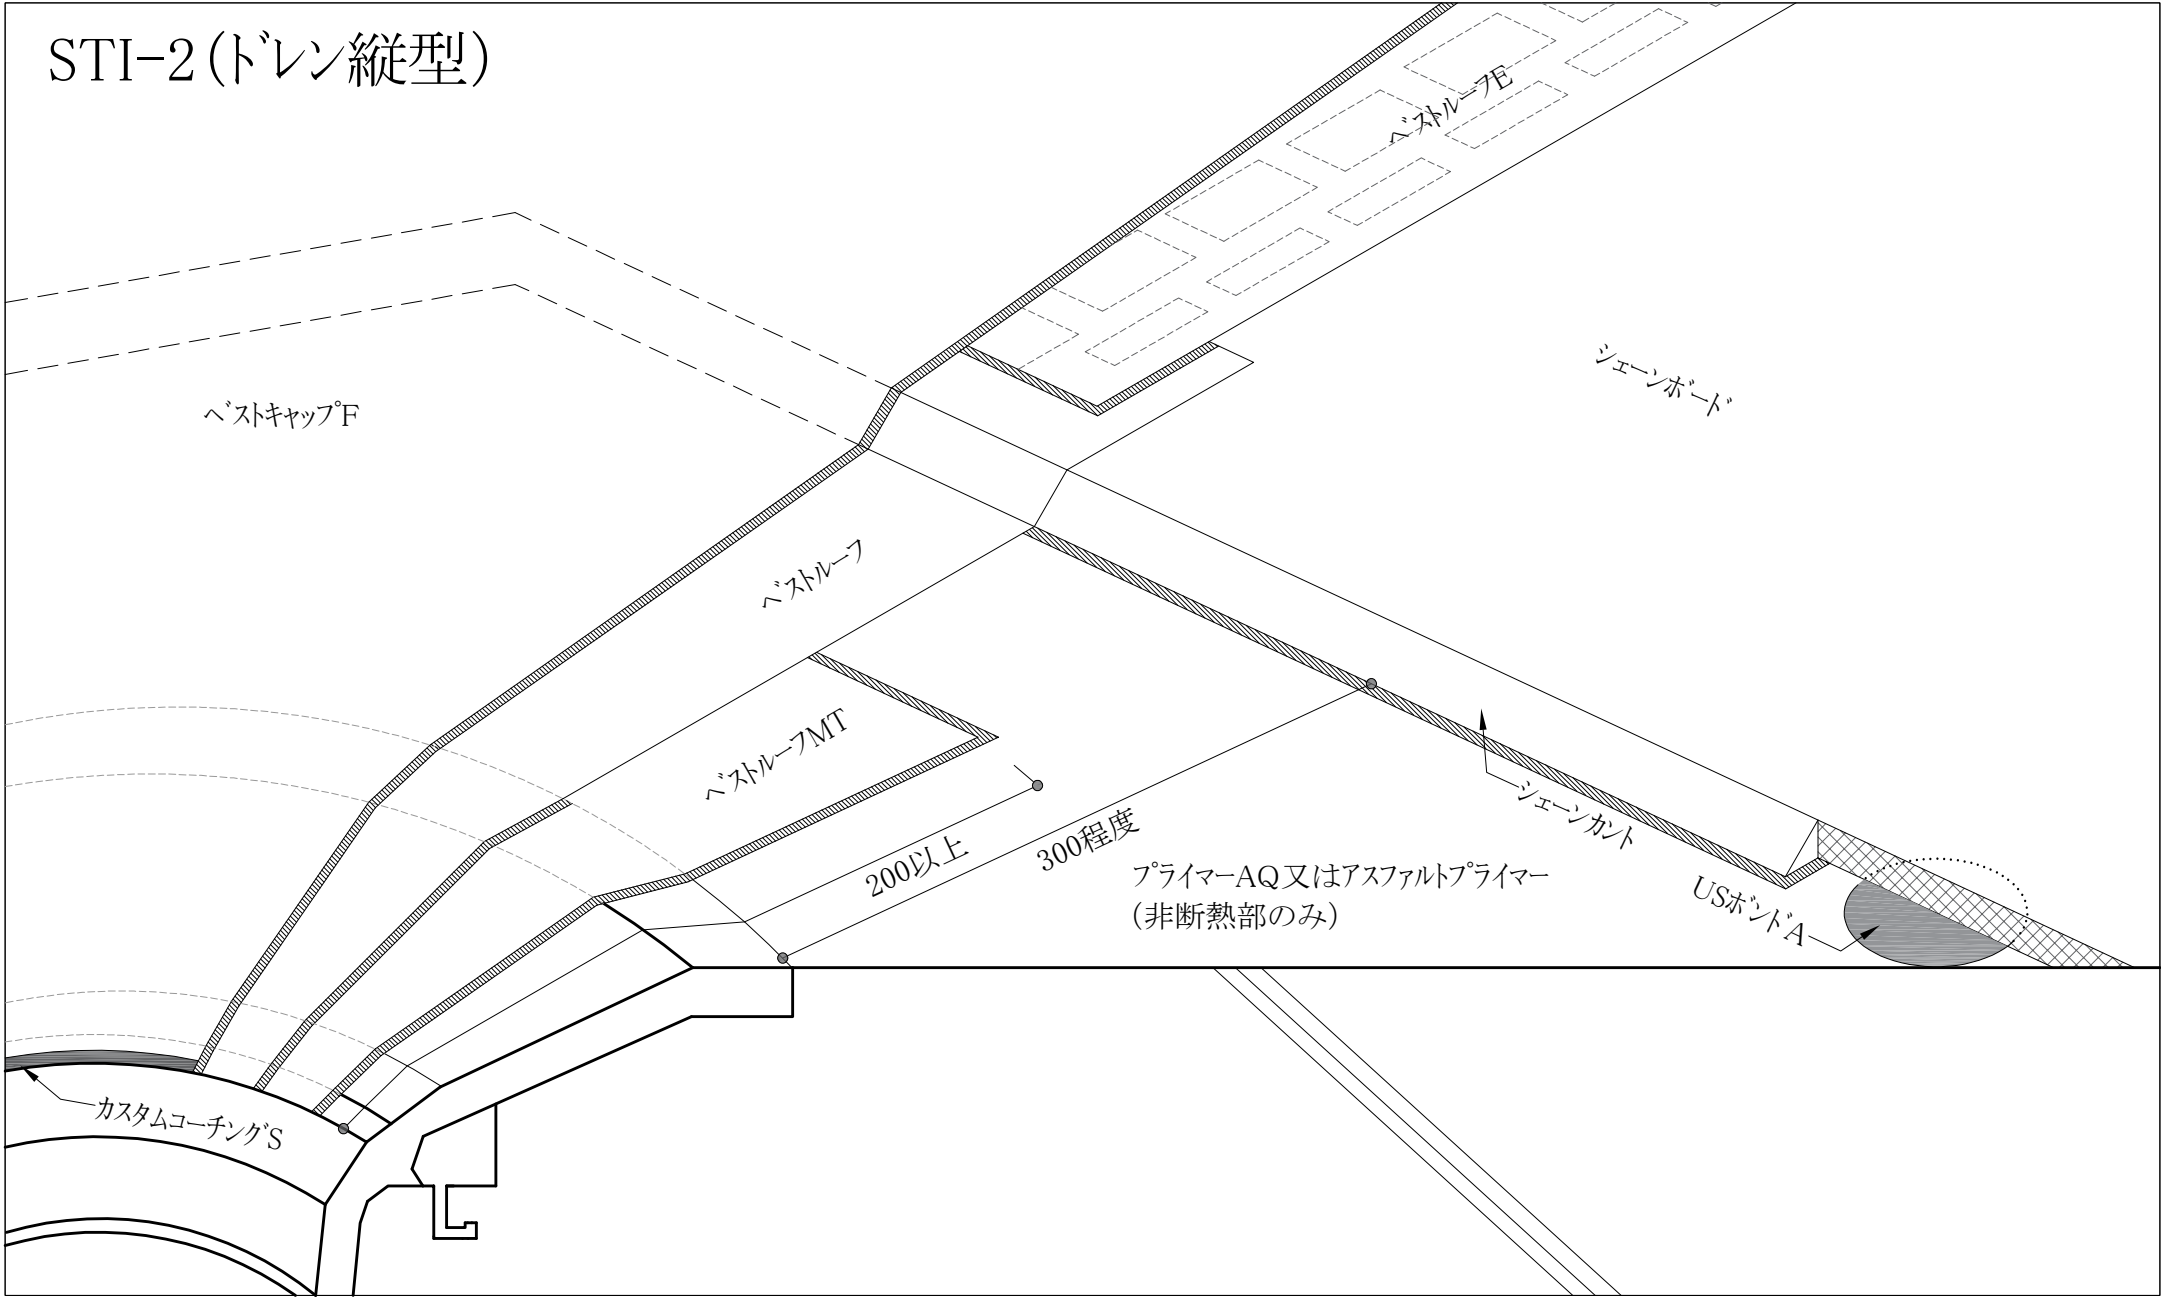 STI-2(ドレン縦型)
ベストルーフE
シェーンボード
ベストキャップF
ベストルーフ
ベストルーフMT
シェーンカント
200以上
300程度
プライマーAQ又はアスファルトプライマー
(非断熱部のみ)
USボンドA
カスタムコーチングS